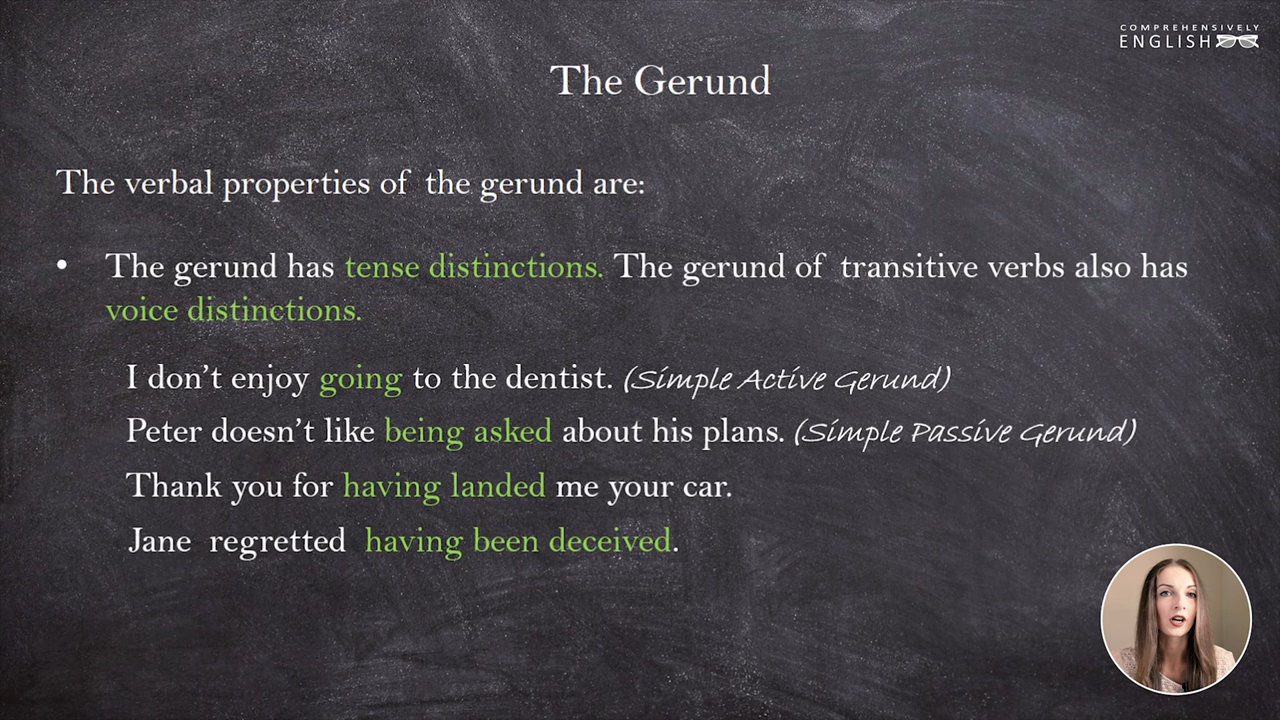 COMPREHENSIVELY
ENGLISH
The Gerund
The verbal properties of the gerund are:
• The gerund has tense distinctions. The gerund of transitive verbs also has
voice distinctions.
I don’t enjoy going to the dentist. (Simple Active Gerund)
Peter doesn’t like being asked about his plans. (Simple Passive Gerund)
Thank you for having landed me your car.
Jane regretted having been deceived.